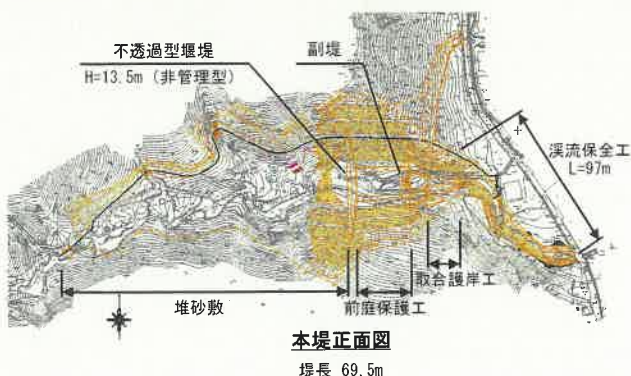 不透過型堰堤
H=13.5m (非管理型)
副堤
渓流保全工
L=97m
取合護岸工
堆砂敷
前庭保護工
本堤正面図
堤長 69.5m